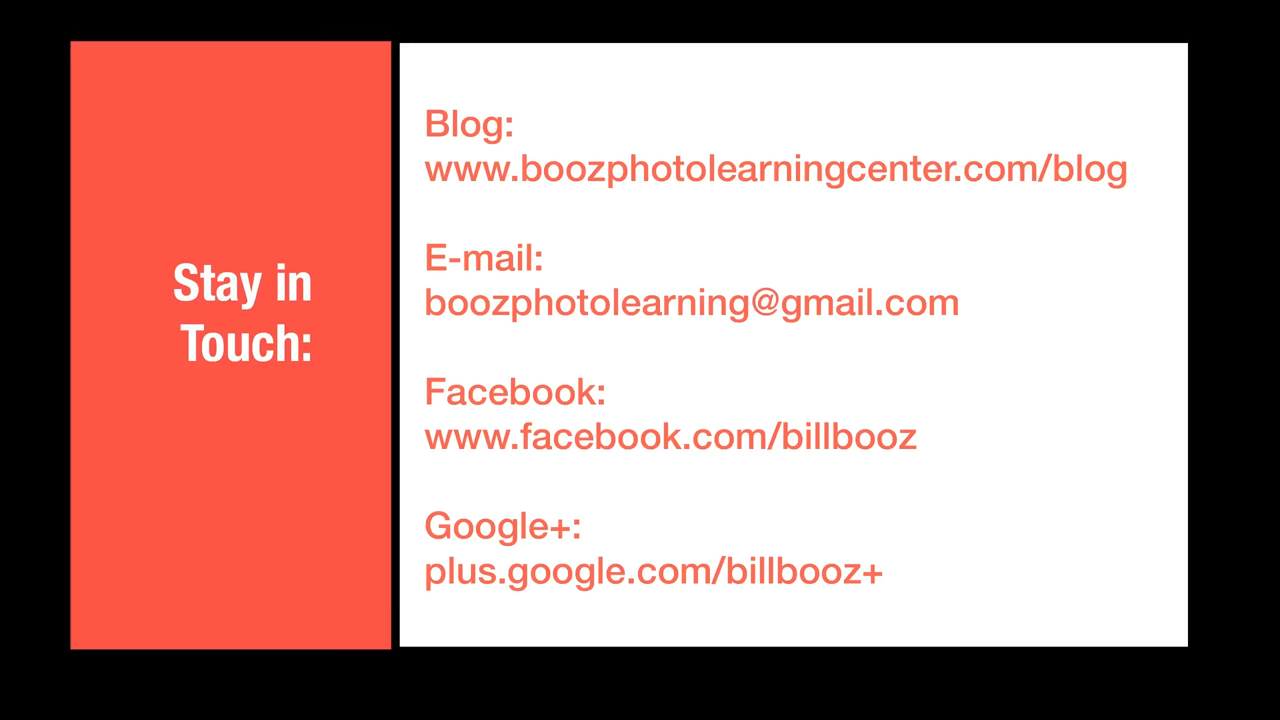 Stay in
Touch:
Blog:
www.boozphotolearningcenter.com/blog
E-mail:
boozphotolearning@gmail.com
Facebook:
www.facebook.com/billbooz
Google+:
plus.google.com/billbooz+